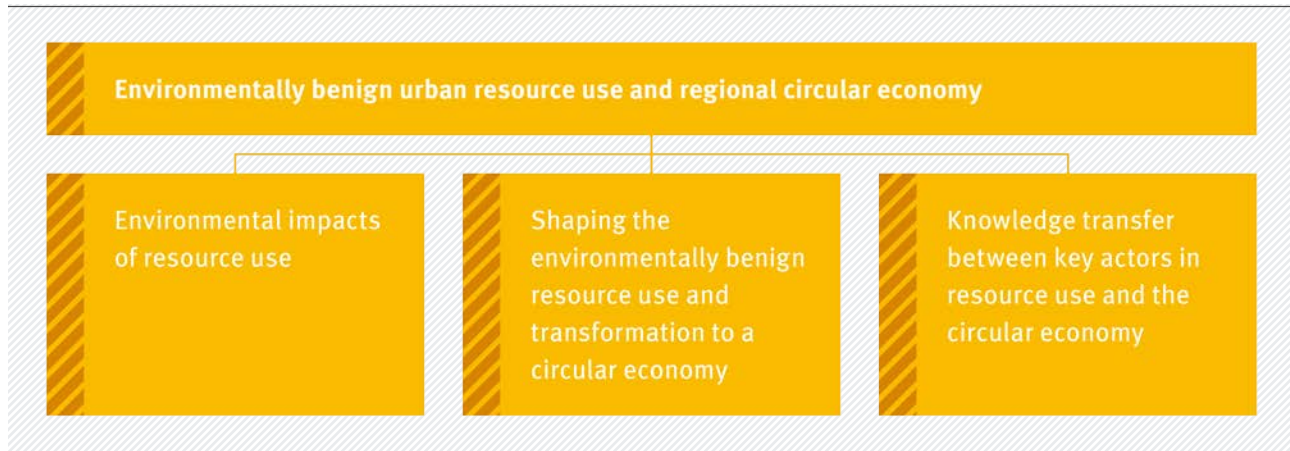 Environmentally benign urban resource use and regional circular economy
Environmental impacts
of resource use
Shaping the
environmentally benign
resource use and
transformation to a
circular economy
Knowledge transfer
between key actors in
resource use and the
circular economy